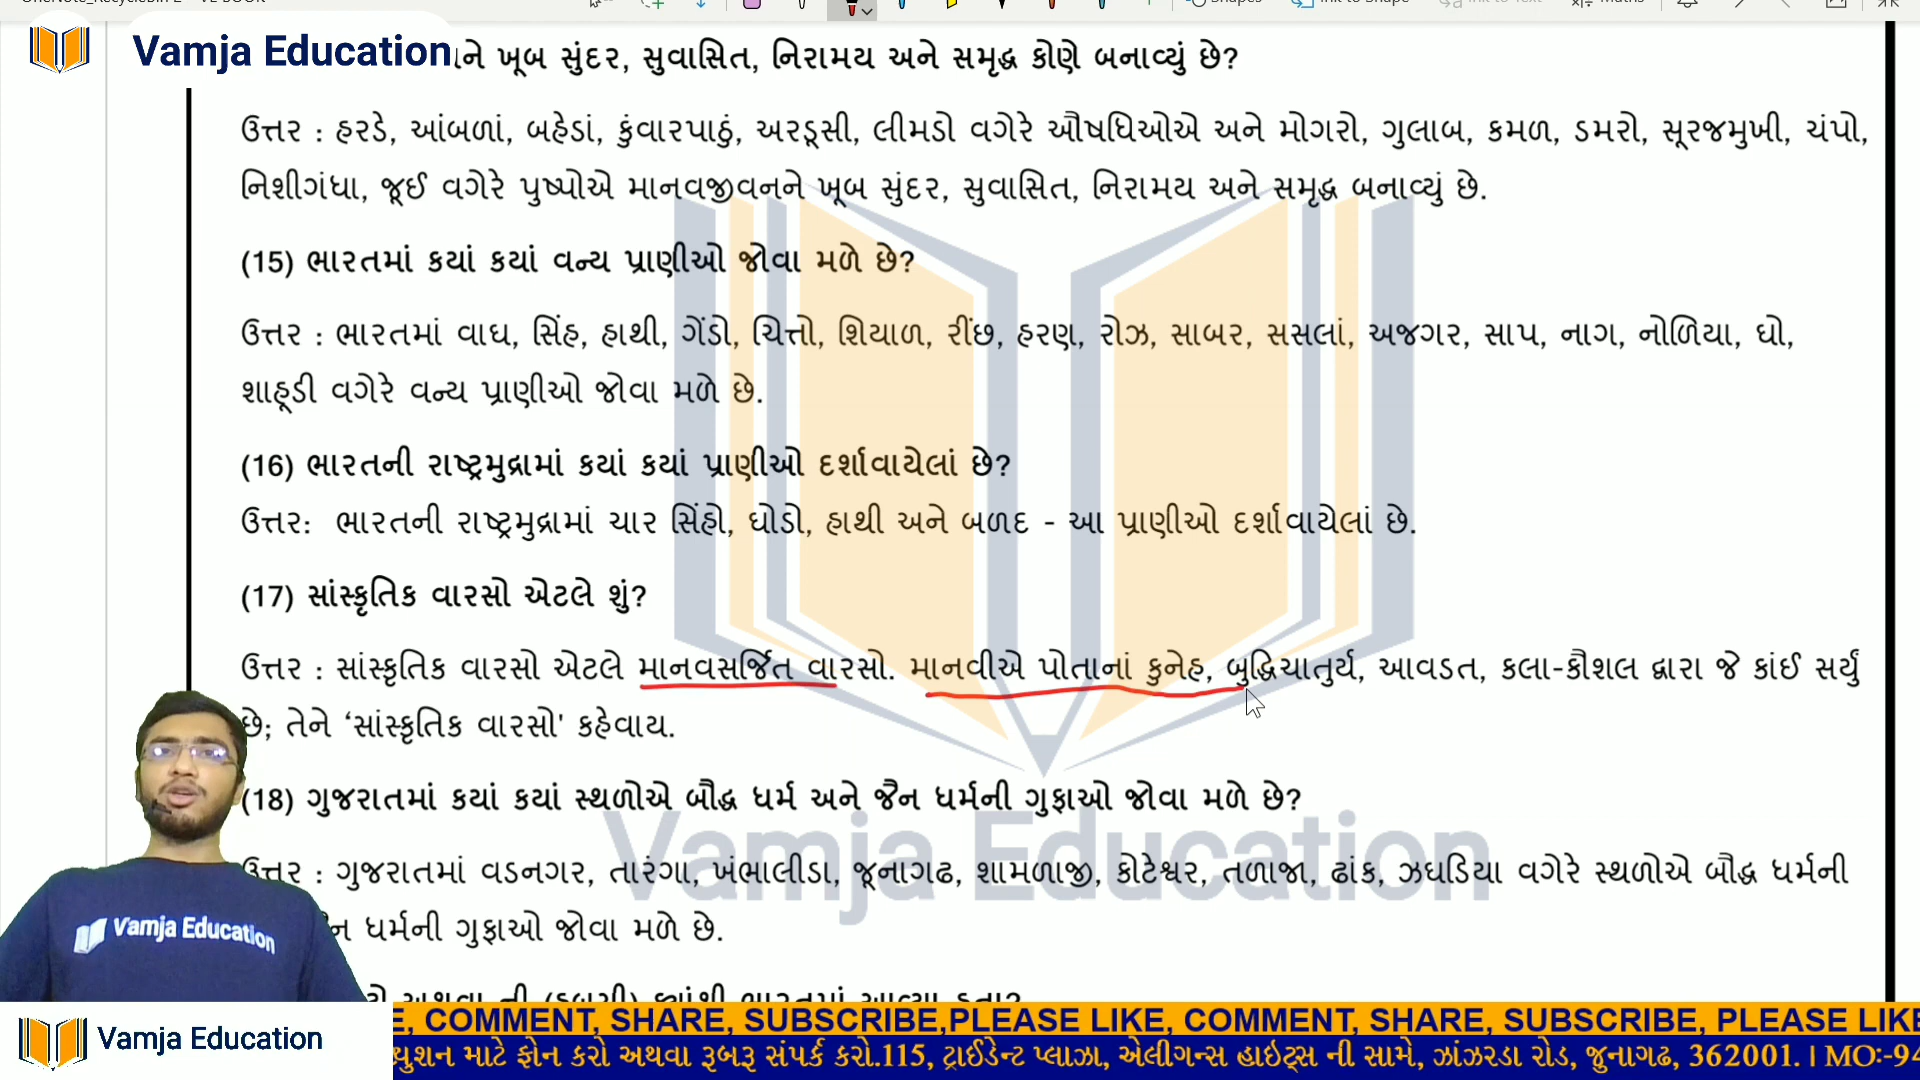 Vamja Education
ને ખૂબ સુંદર, સુવાસિત, નિરામય અને સમૃદ્ધ કોણે બનાવ્યું છે?
ઉત્તર : હરડે, આંબળાં, બહેડાં, કુંવારપાઠું, અરડૂસી, લીમડો વગેરે ઔષધિઓએ અને મોગરો, ગુલાબ, કમળ, ડમરો, સૂરજમુખી, ચંપો,
નિશીગંધા, જૂઈ વગેરે પુષ્પોએ માનવજીવનને ખૂબ સુંદર, સુવાસિત, નિરામય અને સમૃદ્ધ બનાવ્યું છે.
(15) ભારતમાં કયાં કયાં વન્ય પ્રાણીઓ જોવા મળે છે?
ઉત્તર : ભારતમાં વાઘ, સિંહ, હાથી, ગેંડો, ચિત્તો, શિયાળ, રીંછ, હરણ, રોઝ, સાબર, સસલાં, અજગર, સાપ, નાગ, નોળિયા, ઘો,
શાહૂડી વગેરે વન્ય પ્રાણીઓ જોવા મળે છે.
(16) ભારતની રાષ્ટ્રમુદ્રામાં કયાં કયાં પ્રાણીઓ દર્શાવાયેલાં છે?
ઉત્તર: ભારતની રાષ્ટ્રમુદ્રામાં ચાર સિંહો, ઘોડો, હાથી અને બળદ - આ પ્રાણીઓ દર્શાવાયેલાં છે.
(17) સાંસ્કૃતિક વારસો એટલે શું?
ઉત્તર : સાંસ્કૃતિક વારસો એટલે માનવસર્જિત વારસો. માનવીએ પોતાનાં કુનેહ, બુદ્ધિચાતુર્ય, આવડત, કલા-કૌશલ દ્વારા જે કાંઈ સર્યું
છે; તેને ‘સાંસ્કૃતિક વારસો' કહેવાય.
(18) ગુજરાતમાં કયાં કયાં સ્થળોએ બૌદ્ધ ધર્મ અને જૈન ધર્મની ગુફાઓ જોવા મળે છે?
Vamja Education
ઉત્તર : ગુજરાતમાં વડનગર, તારંગા, ખંભાલીડા, જૂનાગઢ, શામળાજી, કોટેશ્વર, તળાજા, ઢાંક, ઝઘડિયા વગેરે સ્થળોએ બૌદ્ધ ધર્મની
ધર્મની ગુફાઓ જોવા મળે છે.
Vamja Education
COMMENT, SHARE, SUBSCRIBE,PLEASE LIKE, COMMENT, SHARE, SUBSCRIBE, PLEASE LIKE
Vamja Education
માટે ફોન કરો અથવા રૂબરૂ સંપર્ક કરો.115, ટ્રાઈડેન્ટ પ્લાઝા, એલીગન્સ હાઇટ્સ ની સામે, ઝાંઝરડા રોડ, જુનાગઢ, 362001. | MO:-94